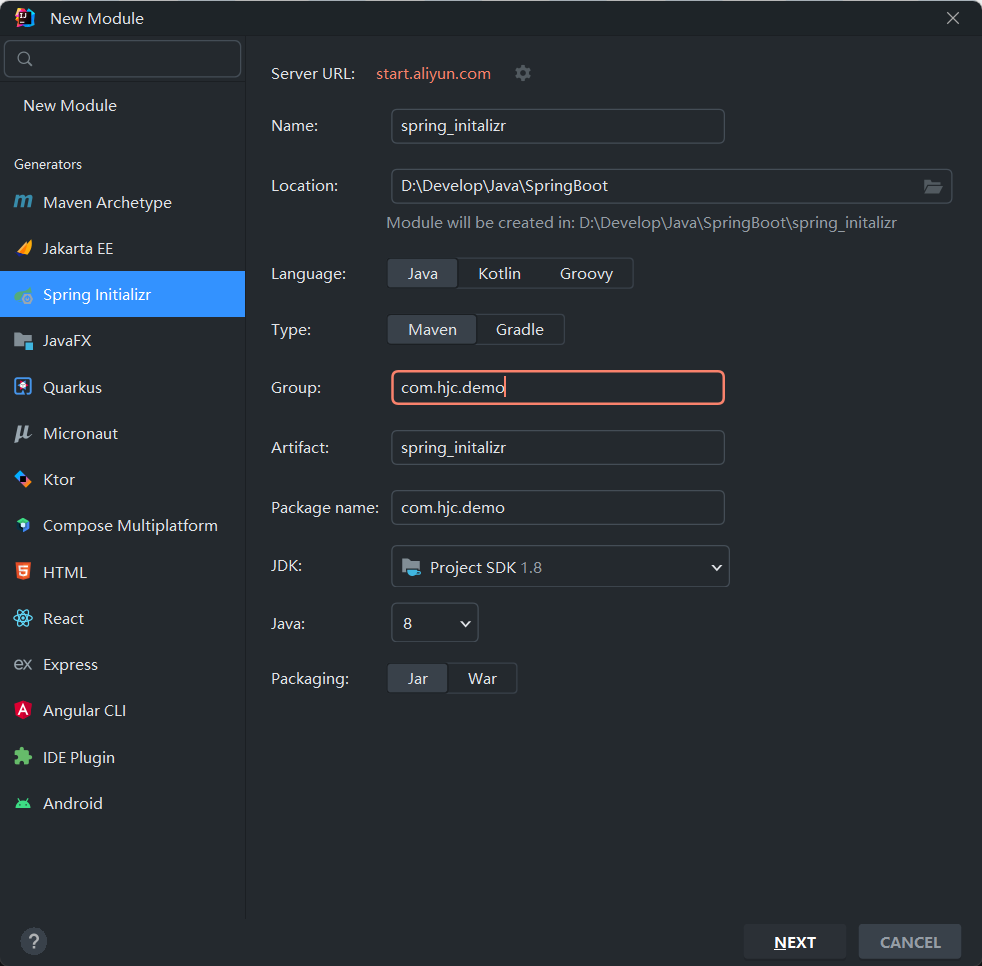 New Module
New Module
Generators
Maven Archetype
Jakarta EE
Spring Initializr
JavaFX
Quarkus
Micronaut
Ktor
Compose Multiplatform
HTML
React
Express
Angular CLI
IDE Plugin
Android
Server URL: start.aliyun.com
Name: spring_initalizr
Location: D:\Develop\Java\SpringBoot
Module will be created in: D:\Develop\Java\SpringBoot\spring_initalizr
Language: Java Kotlin Groovy
Type: Maven Gradle
Group: com.hjc.demo
Artifact: spring_initalizr
Package name: com.hjc.demo
JDK: Project SDK 1.8
Java: 8
Packaging: Jar War
? NEXT CANCEL